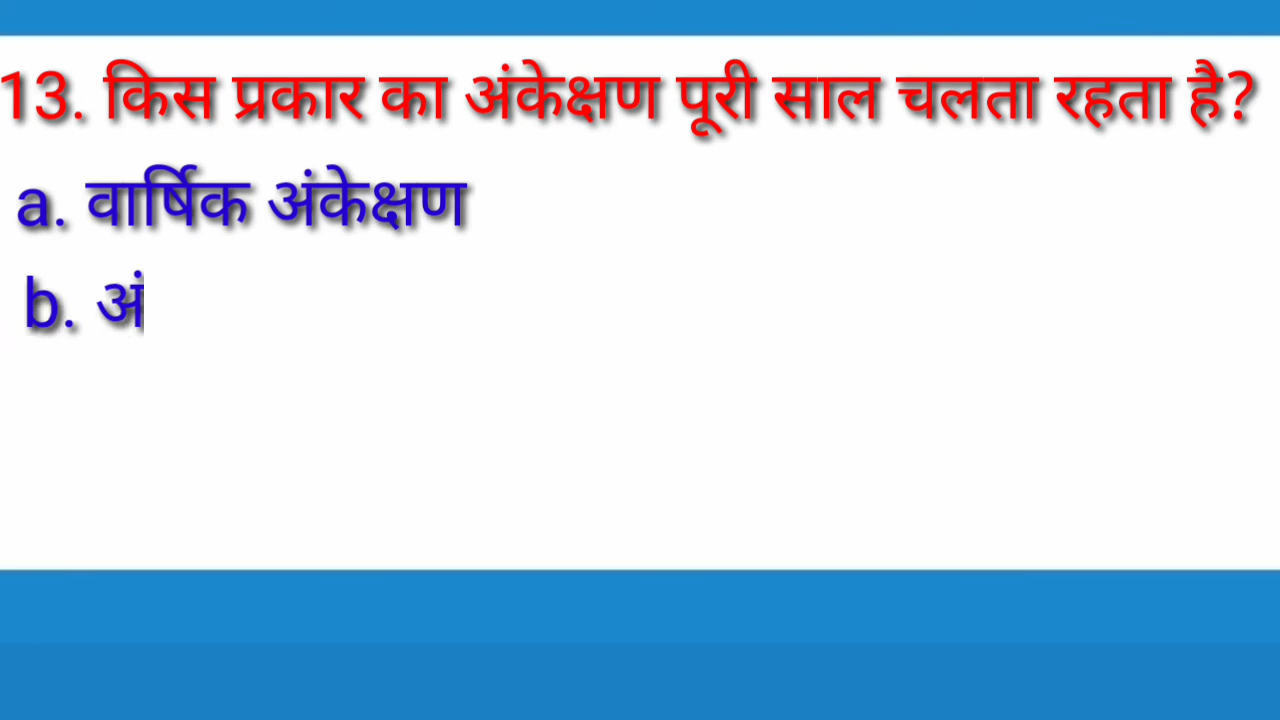 13. किस प्रकार का अंकेक्षण पूरी साल चलता रहता है?
a. वार्षिक अंकेक्षण
b. अं